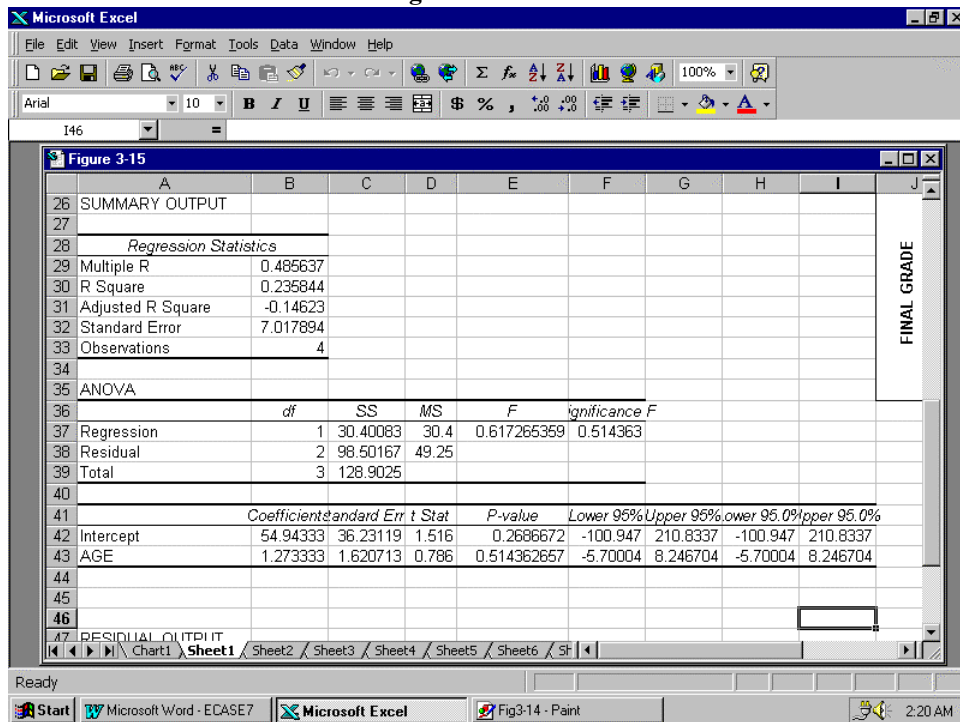 Microsoft Excel
File Edit View Insert Format Tools Data Window Help
100%
Arial 10 B I U $ % ,
I46 =
Figure 3-15
A B C D E F G H I J
26 SUMMARY OUTPUT
27
28 Regression Statistics
29 Multiple R 0.485637
30 R Square 0.235844
31 Adjusted R Square -0.14623
32 Standard Error 7.017894
33 Observations 4
FINAL GRADE
34
35 ANOVA
36 df SS MS F ignificance F
37 Regression 1 30.40083 30.4 0.617265359 0.514363
38 Residual 2 98.50167 49.25
39 Total 3 128.9025
40
41 Coefficients tandard Err t Stat P-value Lower 95% Upper 95% ower 95.0% pper 95.0%
42 Intercept 54.94333 36.23119 1.516 0.2686672 -100.947 210.8337 -100.947 210.8337
43 AGE 1.273333 1.620713 0.786 0.514362657 -5.70004 8.246704 -5.70004 8.246704
44
45
46
47 RESIDUAL OUTPUT
Chart1 Sheet1 Sheet2 Sheet3 Sheet4 Sheet5 Sheet6 Sh
Ready
Start Microsoft Word - ECASE7 Microsoft Excel Fig3-14 - Paint 2:20 AM